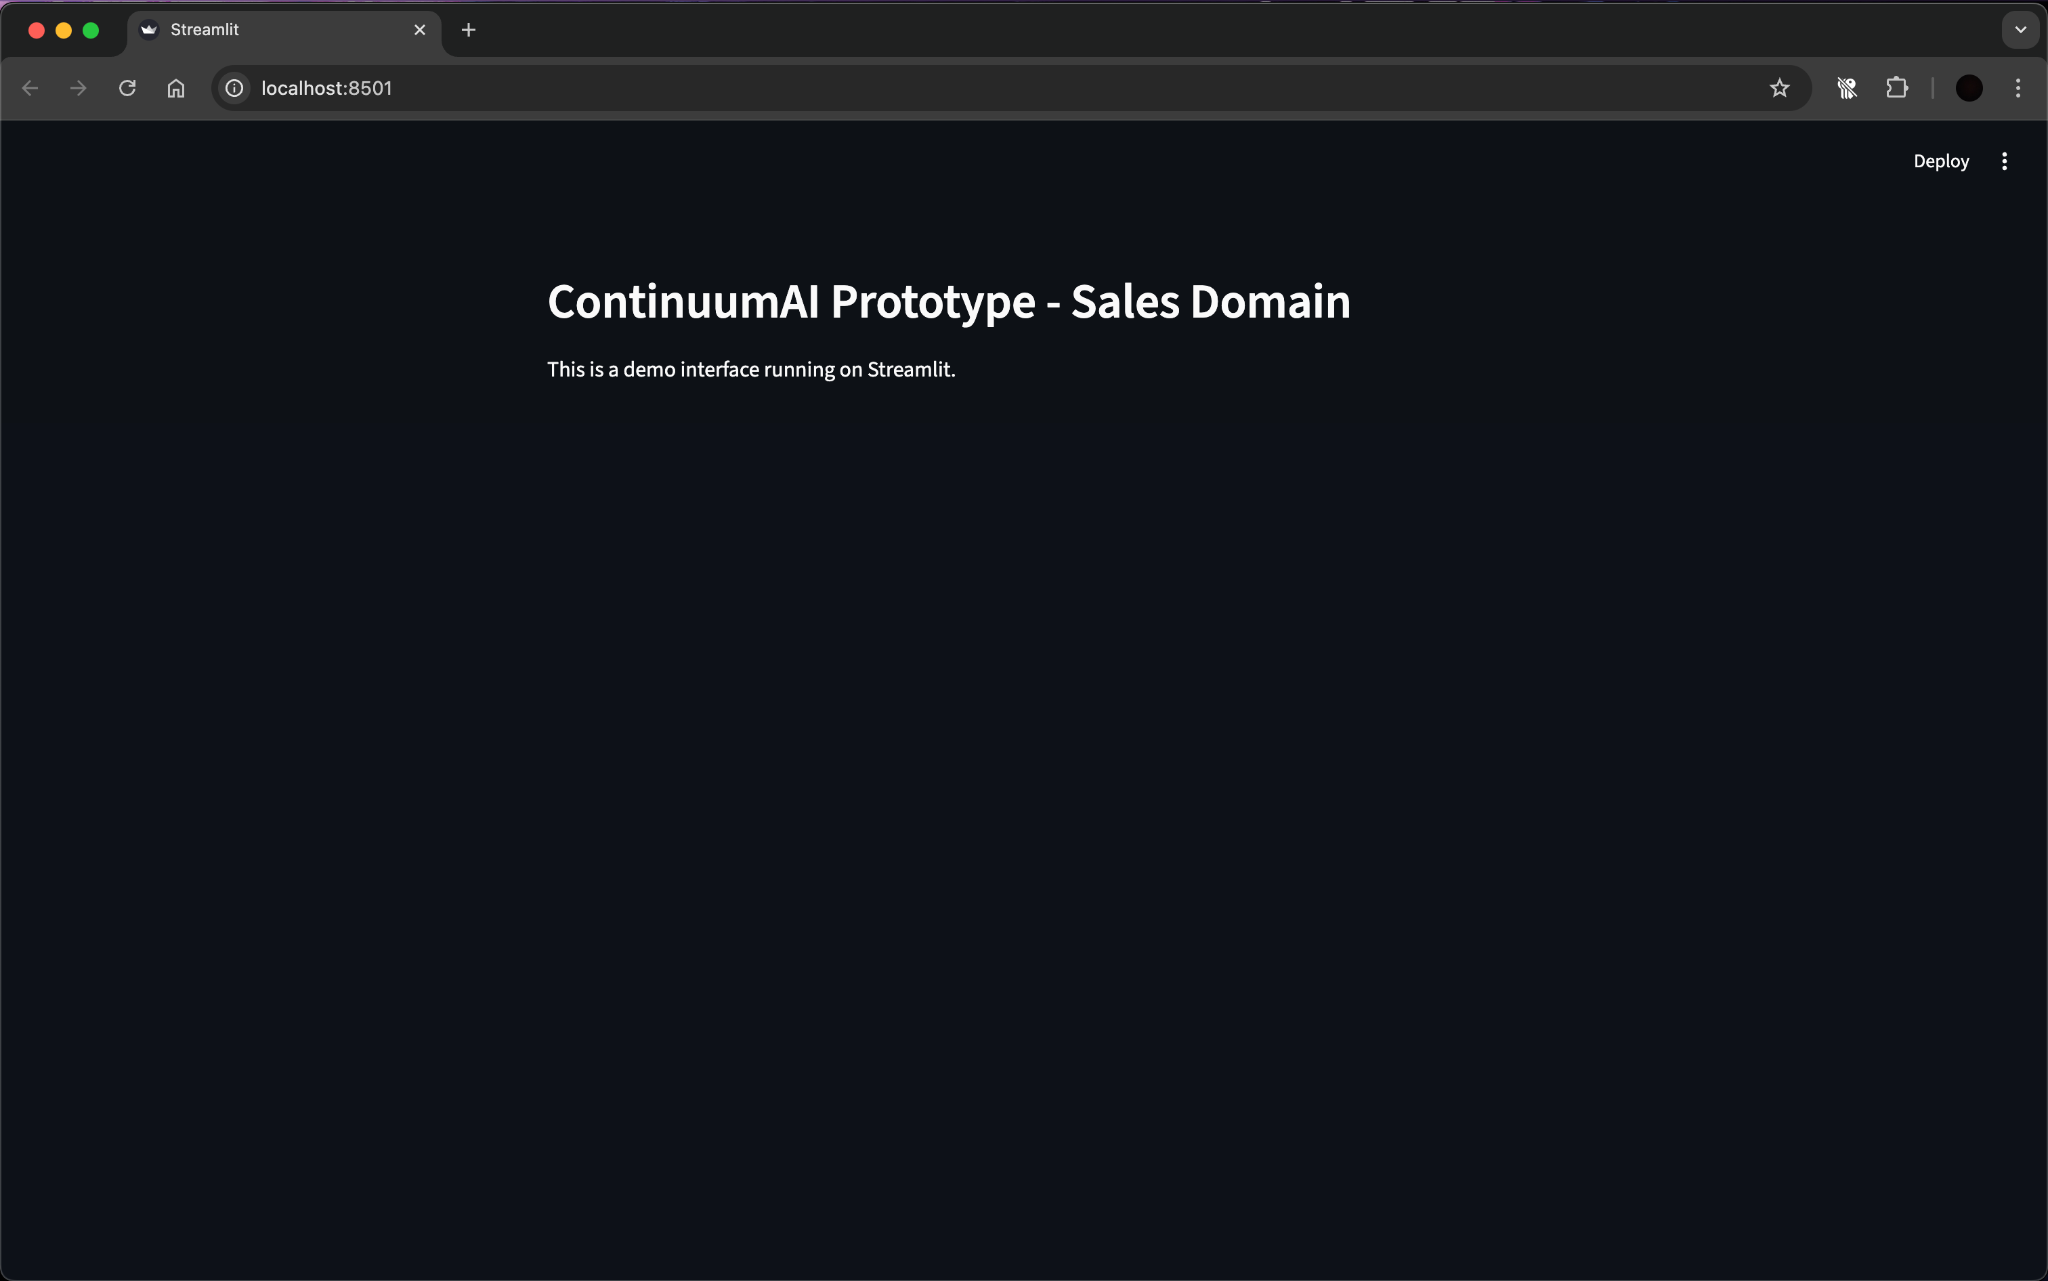 Streamlit
localhost:8501
Deploy
ContinuumAI Prototype - Sales Domain
This is a demo interface running on Streamlit.